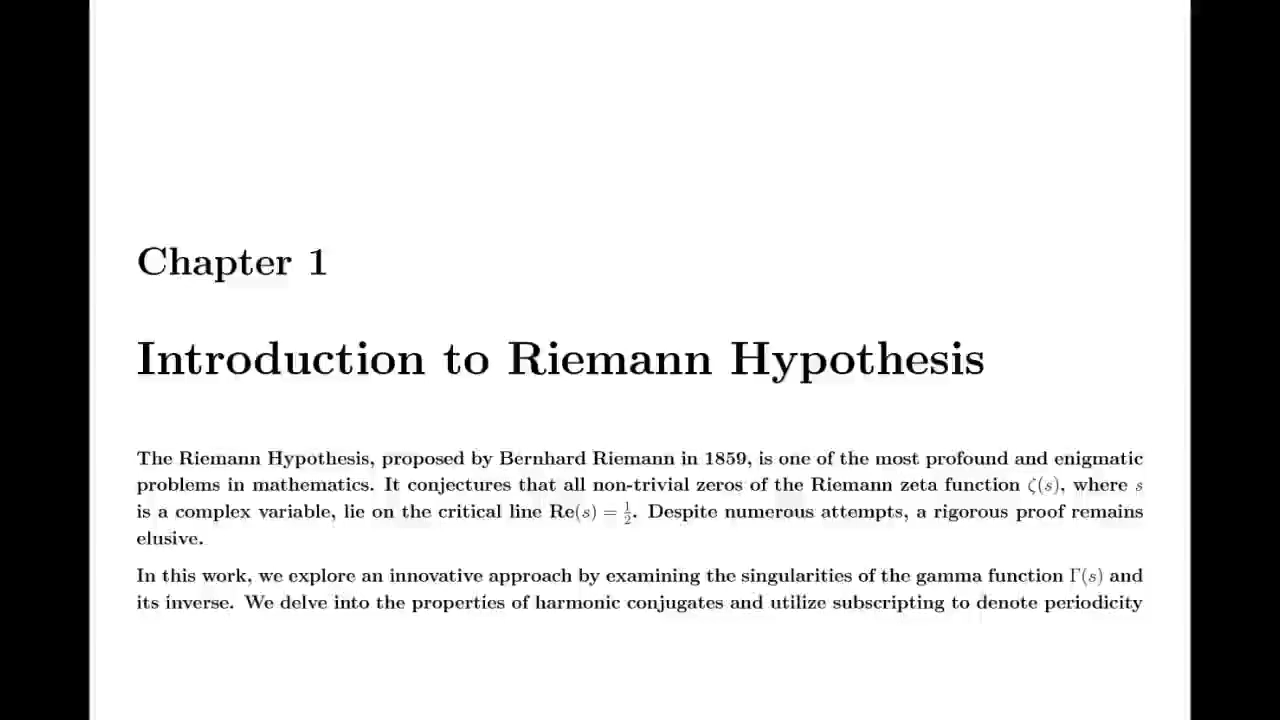 Chapter 1
Introduction to Riemann Hypothesis
The Riemann Hypothesis, proposed by Bernhard Riemann in 1859, is one of the most profound and enigmatic
problems in mathematics. It conjectures that all non-trivial zeros of the Riemann zeta function ζ(s), where s
is a complex variable, lie on the critical line Re(s) = 1/2. Despite numerous attempts, a rigorous proof remains
elusive.
In this work, we explore an innovative approach by examining the singularities of the gamma function Γ(s) and
its inverse. We delve into the properties of harmonic conjugates and utilize subscripting to denote periodicity